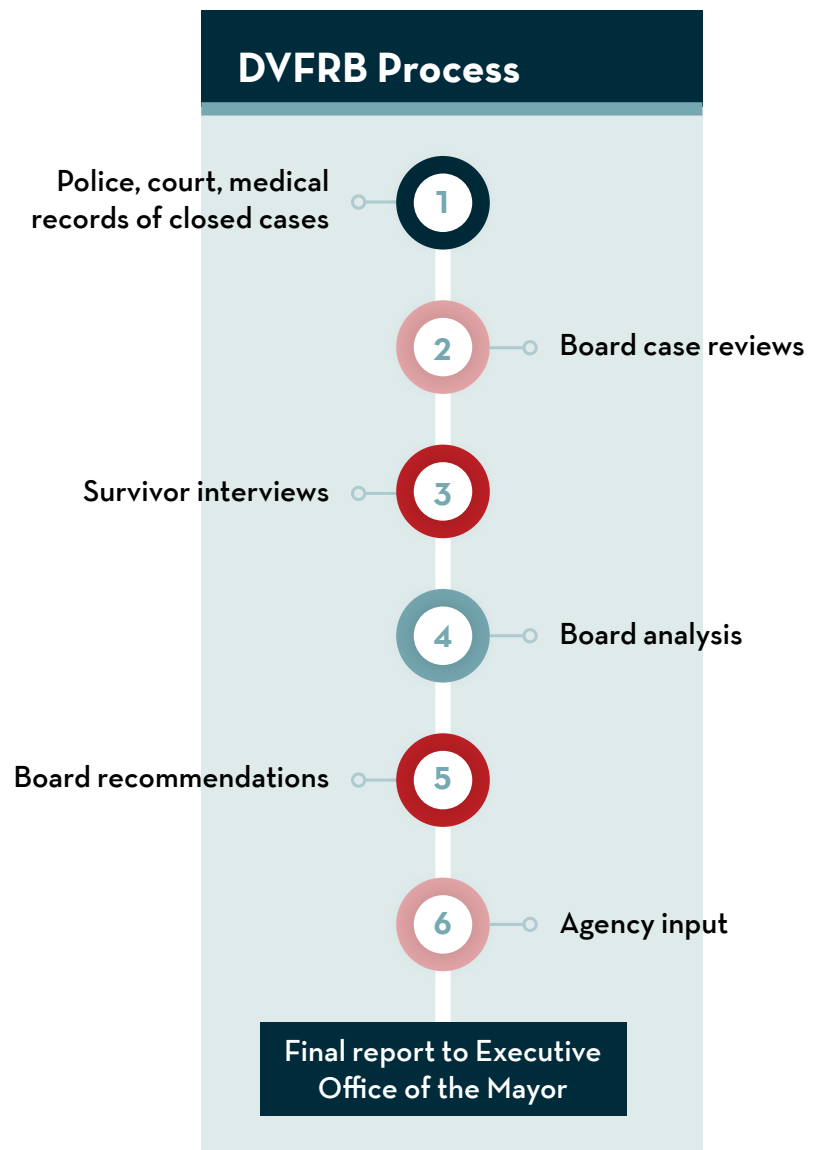 DVFRB Process
Police, court, medical
records of closed cases
1
2
Board case reviews
Survivor interviews
3
4
Board analysis
Board recommendations
5
6
Agency input
Final report to Executive
Office of the Mayor